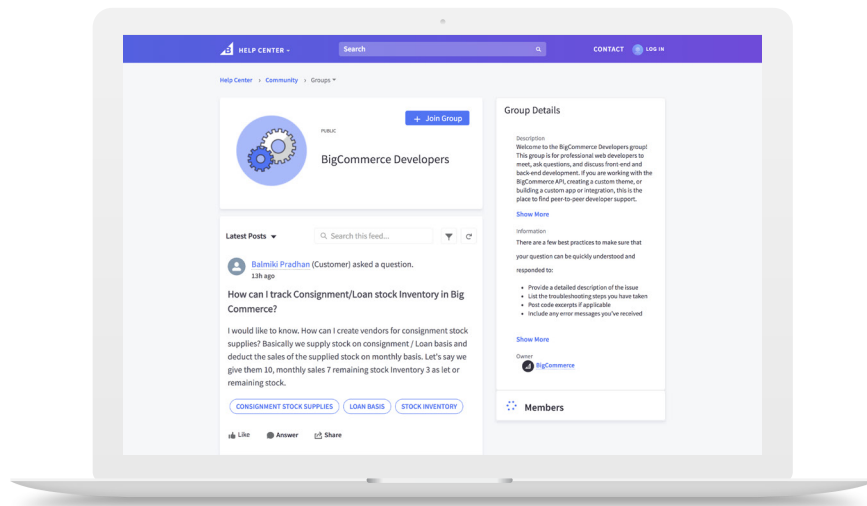 HELP CENTER
Search
CONTACT
LOG IN
Help Center > Community > Groups
+ Join Group
PUBLIC
BigCommerce Developers
Latest Posts
Search this feed...
Balmiki Pradhan (Customer) asked a question.
13h ago
How can I track Consignment/Loan stock Inventory in Big
Commerce?
I would like to know. How can I create vendors for consignment stock
supplies? Basically we supply stock on consignment / Loan basis and
deduct the sales of the supplied stock on monthly basis. Let's say we
give them 10, monthly sales 7 remaining stock Inventory 3 as let or
remaining stock.
CONSIGNMENT STOCK SUPPLIES
LOAN BASIS
STOCK INVENTORY
Like
Answer
Share
Group Details
Description
Welcome to the BigCommerce Developers group!
This group is for professional web developers to
meet, ask questions, and discuss front-end and
back-end development. If you are working with the
BigCommerce API, creating a custom theme, or
building a custom app or integration, this is the
place to find peer-to-peer developer support.
Show More
Information
There are a few best practices to make sure that
your question can be quickly understood and
responded to:
• Provide a detailed description of the issue
• List the troubleshooting steps you have taken
• Post code excerpts if applicable
• Include any error messages you've received
Show More
Owner
BigCommerce
Members